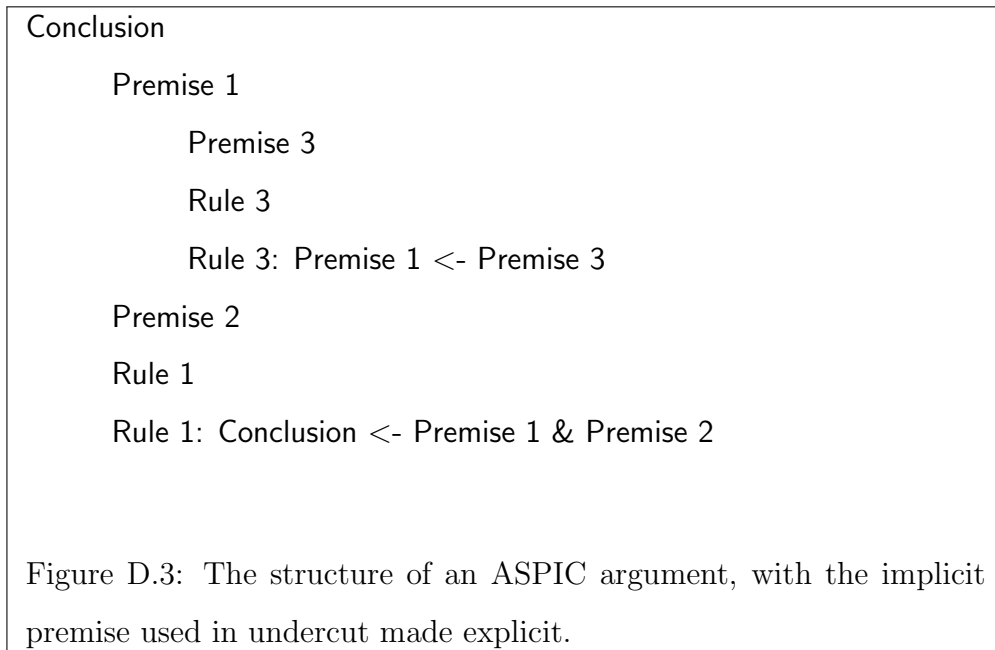 Conclusion
Premise 1
Premise 3
Rule 3
Rule 3: Premise 1 <- Premise 3
Premise 2
Rule 1
Rule 1: Conclusion <- Premise 1 & Premise 2
Figure D.3: The structure of an ASPIC argument, with the implicit
premise used in undercut made explicit.